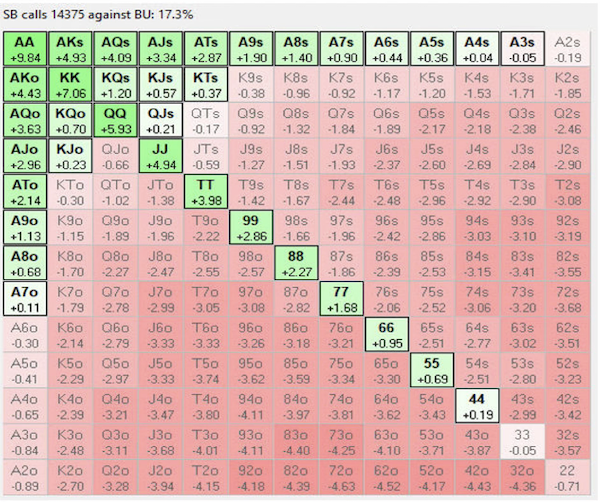 SB calls 14375 against BU: 17.3%
AA AKs AQs AJs ATs A9s A8s A7s A6s A5s A4s A3s A2s
+9.84 +4.93 +4.09 +3.34 +2.87 +1.90 +1.40 +0.90 +0.44 +0.36 +0.04 -0.05 -0.19
AKo KK KQs KJs KTs K9s K8s K7s K6s K5s K4s K3s K2s
+4.43 +7.06 +1.20 +0.57 +0.37 -0.38 -0.96 -0.92 -1.17 -1.20 -1.53 -1.71 -1.85
AQo KQo QQ QJs QTs Q9s Q8s Q7s Q6s Q5s Q4s Q3s Q2s
+3.63 +0.70 +5.93 +0.21 -0.17 -0.92 -1.32 -1.84 -1.89 -2.17 -2.18 -2.38 -2.46
AJo KJo QJo JJ JTs J9s J8s J7s J6s J5s J4s J3s J2s
+2.96 +0.23 -0.66 +4.94 -0.59 -1.27 -1.51 -1.93 -2.37 -2.60 -2.69 -2.84 -2.90
ATo KTo QTo JTo TT T9s T8s T7s T6s T5s T4s T3s T2s
+2.14 -0.30 -1.02 -1.38 +3.98 -1.42 -1.67 -2.44 -2.48 -2.96 -2.92 -2.90 -3.08
A9o K9o Q9o J9o T9o 99 98s 97s 96s 95s 94s 93s 92s
+1.13 -1.15 -1.89 -1.96 -2.22 +2.86 -1.66 -1.96 -2.42 -2.86 -3.03 -3.10 -3.19
A8o K8o Q8o J8o T8o 98o 88 87s 86s 85s 84s 83s 82s
+0.68 -1.70 -2.27 -2.47 -2.55 -2.57 +2.27 -1.86 -2.39 -2.53 -3.15 -3.41 -3.55
A7o K7o Q7o J7o T7o 97o 87o 77 76s 75s 74s 73s 72s
+0.11 -1.79 -2.78 -2.99 -3.05 -3.08 -2.82 +1.68 -2.06 -2.52 -3.06 -3.20 -3.68
A6o K6o Q6o J6o T6o 96o 86o 76o 66 65s 64s 63s 62s
-0.30 -2.14 -2.79 -3.33 -3.33 -3.26 -3.18 -3.21 +0.95 -2.51 -2.77 -3.02 -3.51
A5o K5o Q5o J5o T5o 95o 85o 75o 65o 55 54s 53s 52s
-0.41 -2.29 -2.97 -3.33 -3.74 -3.62 -3.59 -3.34 -3.30 +0.69 -2.51 -2.80 -3.23
A4o K4o Q4o J4o T4o 94o 84o 74o 64o 54o 44 43s 42s
-0.65 -2.39 -3.21 -3.47 -3.80 -4.11 -3.97 -3.81 -3.62 -3.43 +0.19 -2.99 -3.42
A3o K3o Q3o J3o T3o 93o 83o 73o 63o 53o 43o 33 32s
-0.84 -2.48 -3.11 -3.68 -4.01 -4.11 -4.40 -4.25 -4.10 -3.71 -3.87 -0.05 -3.57
A2o K2o Q2o J2o T2o 92o 82o 72o 62o 52o 42o 32o 22
-0.89 -2.70 -3.28 -3.94 -4.15 -4.18 -4.39 -4.63 -4.52 -4.17 -4.43 -4.36 -0.71